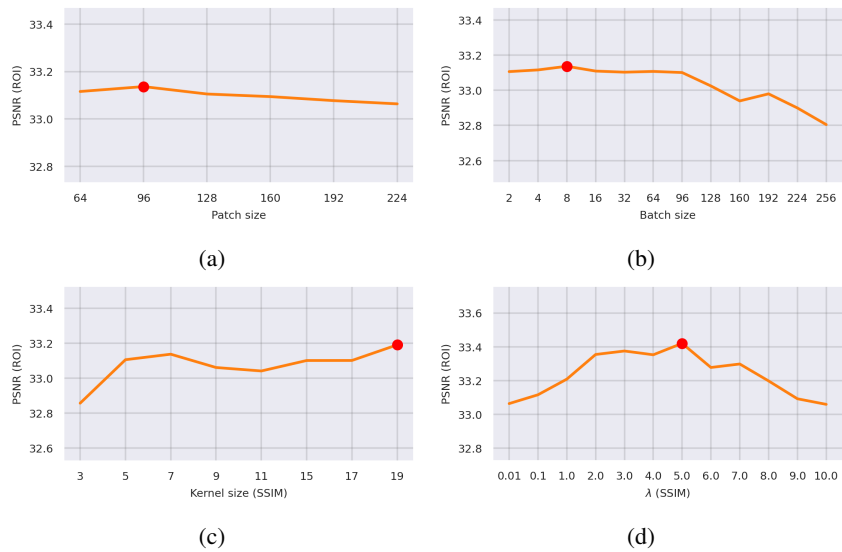 33.4
33.2
33.0
32.8
PSNR (ROI)
64 96 128 160 192 224
Patch size
(a)
33.4
33.2
33.0
32.8
32.6
PSNR (ROI)
2 4 8 16 32 64 96 128 160 192 224 256
Batch size
(b)
33.4
33.2
33.0
32.8
32.6
PSNR (ROI)
3 5 7 9 11 15 17 19
Kernel size (SSIM)
(c)
33.6
33.4
33.2
33.0
32.8
PSNR (ROI)
0.01 0.1 1.0 2.0 3.0 4.0 5.0 6.0 7.0 8.0 9.0 10.0
λ (SSIM)
(d)